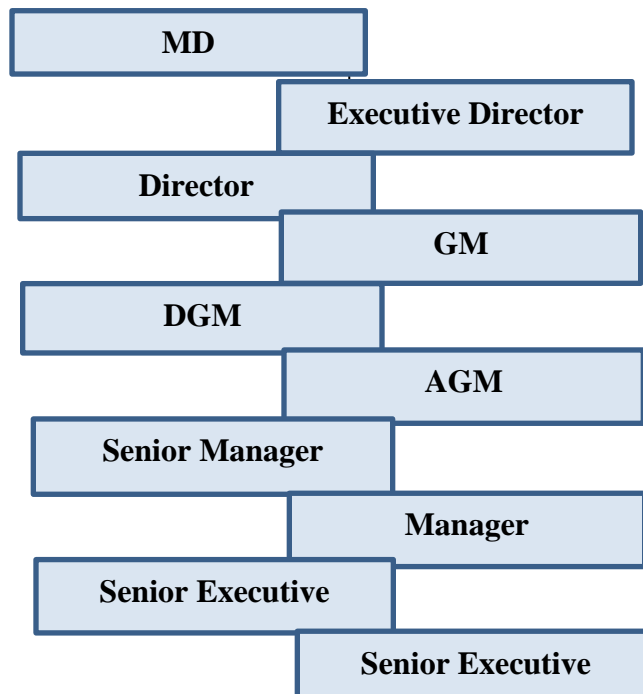 MD
Executive Director
Director
GM
DGM
AGM
Senior Manager
Manager
Senior Executive
Senior Executive